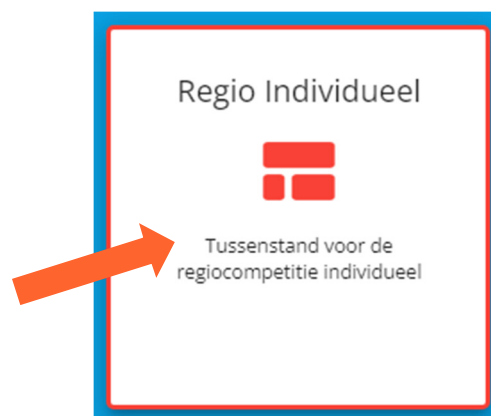 Regio Individueel
Tussenstand voor de
regiocompetitie individueel